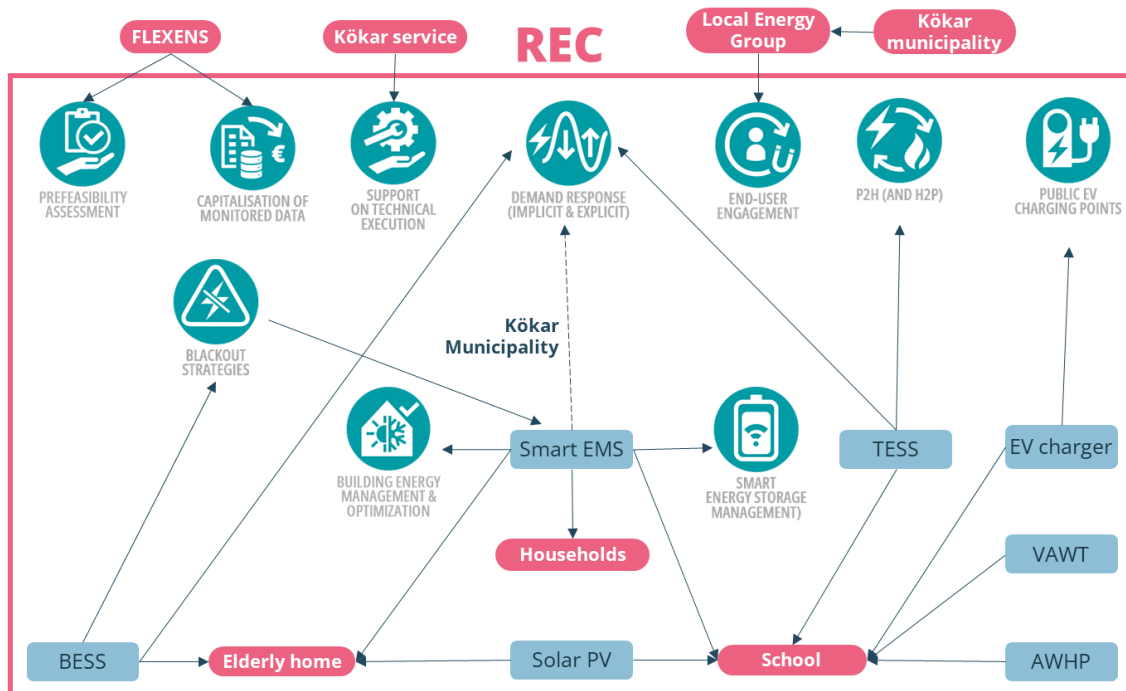 FLEXENS
Kökar service
REC
Local Energy
Group
Kökar
municipality
PREFEASIBILITY
ASSESSMENT
€
CAPITALISATION OF
MONITORED DATA
SUPPORT
ON TECHNICAL
EXECUTION
DEMAND RESPONSE
(IMPLICIT & EXPLICIT)
END-USER
ENGAGEMENT
P2H (AND H2P)
PUBLIC EV
CHARGING POINTS
BLACKOUT
STRATEGIES
Kökar
Municipality
BUILDING ENERGY
MANAGEMENT &
OPTIMIZATION
Smart EMS
SMART
ENERGY STORAGE
MANAGEMENT)
TESS
EV charger
Households
VAWT
BESS
Elderly home
Solar PV
School
AWHP